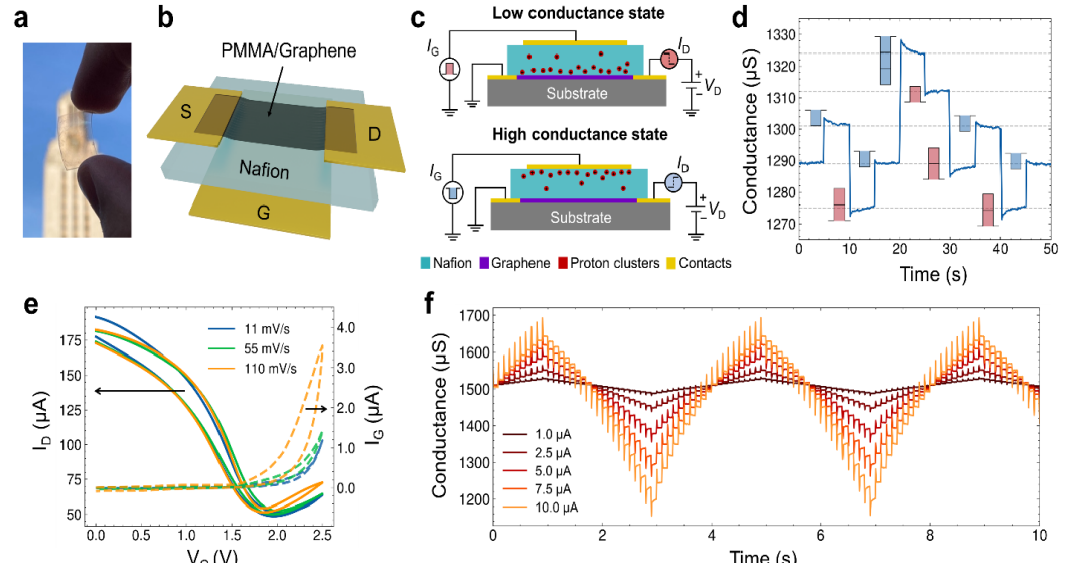 a
b
PMMA/Graphene
S
D
Nafion
G
c
Low conductance state
I_G
I_D
V_D
+
−
Substrate
High conductance state
I_G
I_D
V_D
+
−
Substrate
Nafion Graphene Proton clusters Contacts
d
Conductance (µS)
1330
1320
1310
1300
1290
1280
1270
0 10 20 30 40 50
Time (s)
e
I_D (µA)
175
150
125
100
75
50
11 mV/s
55 mV/s
110 mV/s
4.0
3.0
2.0
1.0
0.0
I_G (µA)
0.0 0.5 1.0 1.5 2.0 2.5
(V)
f
Conductance (µS)
1700
1600
1500
1400
1300
1200
1100
1.0 µA
2.5 µA
5.0 µA
7.5 µA
10.0 µA
0 2 4 6 8 10
Time (s)